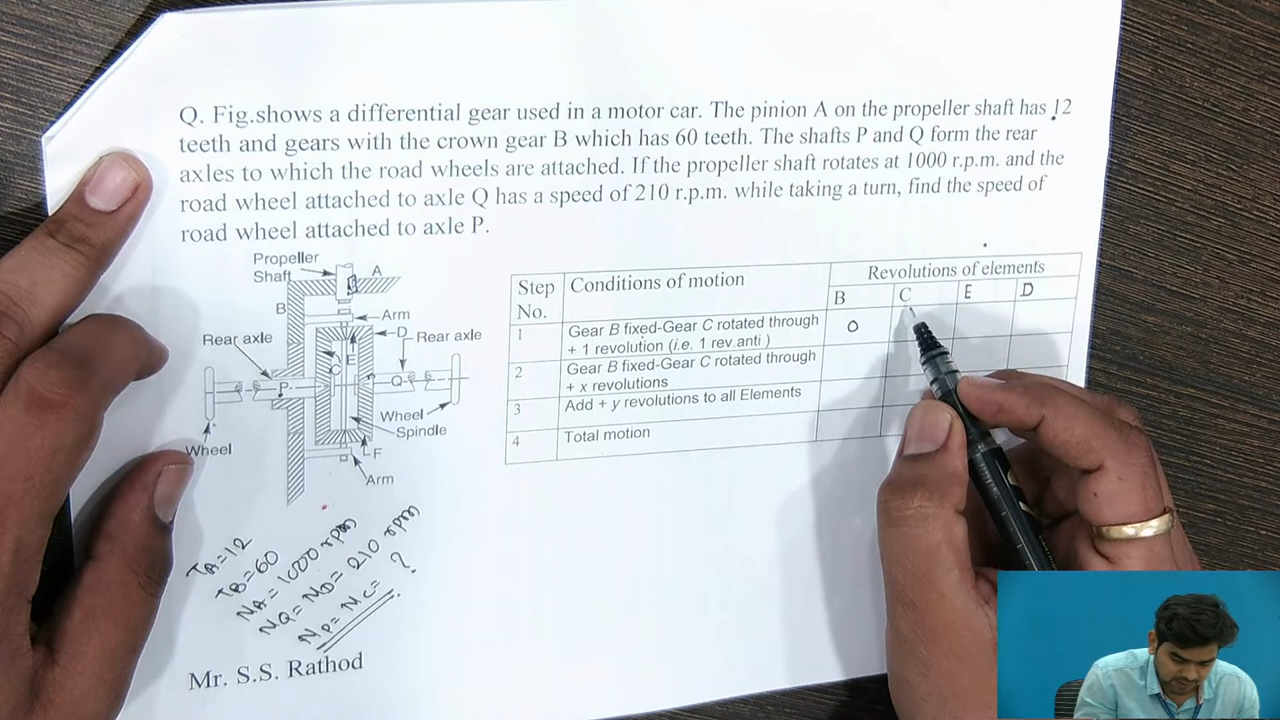 Q. Fig.shows a differential gear used in a motor car. The pinion A on the propeller shaft has 12
teeth and gears with the crown gear B which has 60 teeth. The shafts P and Q form the rear
axles to which the road wheels are attached. If the propeller shaft rotates at 1000 r.p.m. and the
road wheel attached to axle Q has a speed of 210 r.p.m. while taking a turn, find the speed of
road wheel attached to axle P.
Propeller
Shaft
A
B
Arm
D
Rear axle
Rear axle
E
C
P
Q
Wheel
Spindle
Wheel
F
Arm
Step
No.
Conditions of motion
Revolutions of elements
B C E D
1
Gear B fixed-Gear C rotated through
+ 1 revolution (i.e. 1 rev.anti )
0
2
Gear B fixed-Gear C rotated through
+ x revolutions
3
Add + y revolutions to all Elements
4
Total motion
TA=12
TB=60
NA=1000 rpm
NQ=ND=210 rpm
NP=NC= ?
Mr. S.S. Rathod